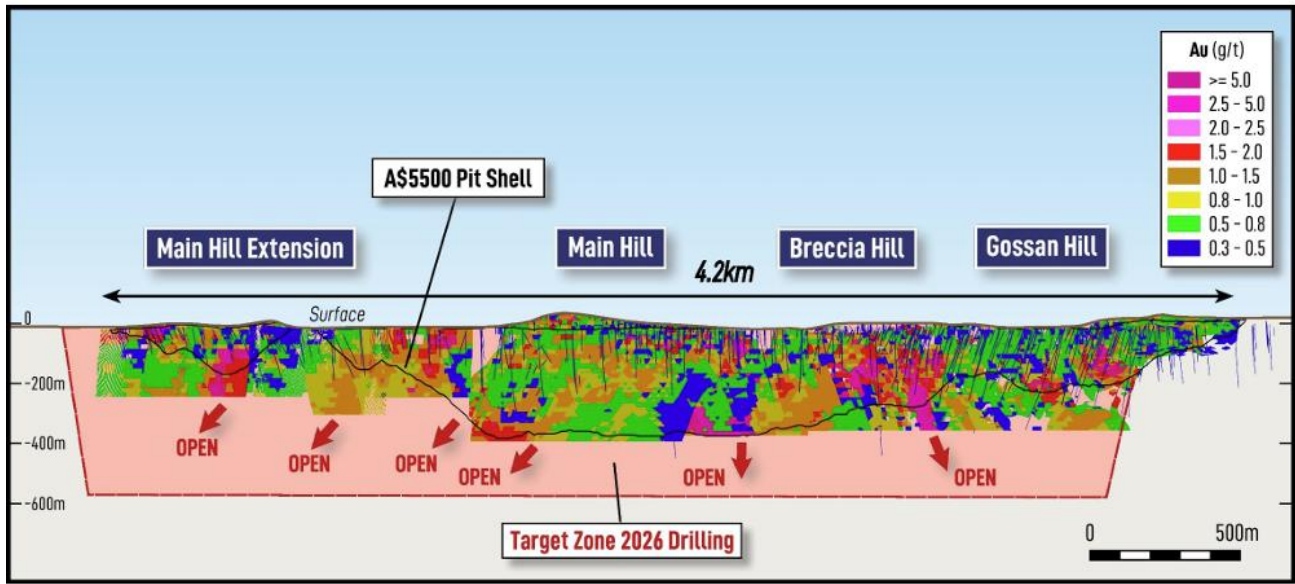 Au (g/t)
>= 5.0
2.5 - 5.0
2.0 - 2.5
1.5 - 2.0
1.0 - 1.5
0.8 - 1.0
0.5 - 0.8
0.3 - 0.5
A$5500 Pit Shell
Main Hill Extension
Main Hill
Breccia Hill
Gossan Hill
4.2km
Surface
0
-200m
-400m
-600m
OPEN
OPEN
OPEN
OPEN
OPEN
OPEN
Target Zone 2026 Drilling
0
500m